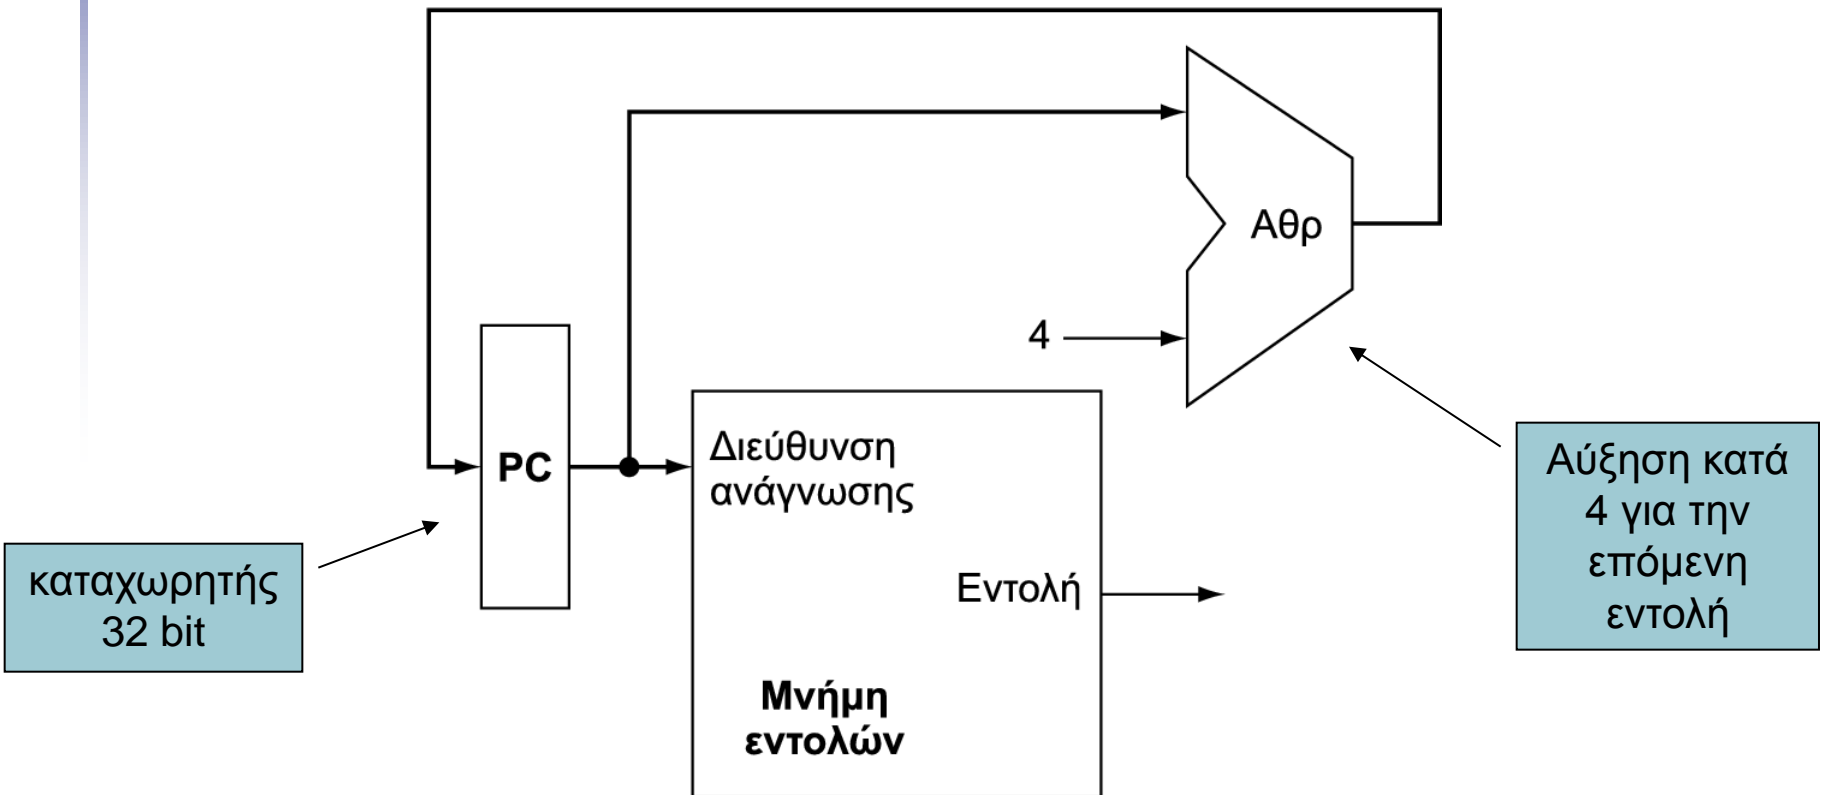 Αθρ
4
PC
Διεύθυνση
ανάγνωσης
Εντολή
Μνήμη
εντολών
καταχωρητής
32 bit
Αύξηση κατά
4 για την
επόμενη
εντολή